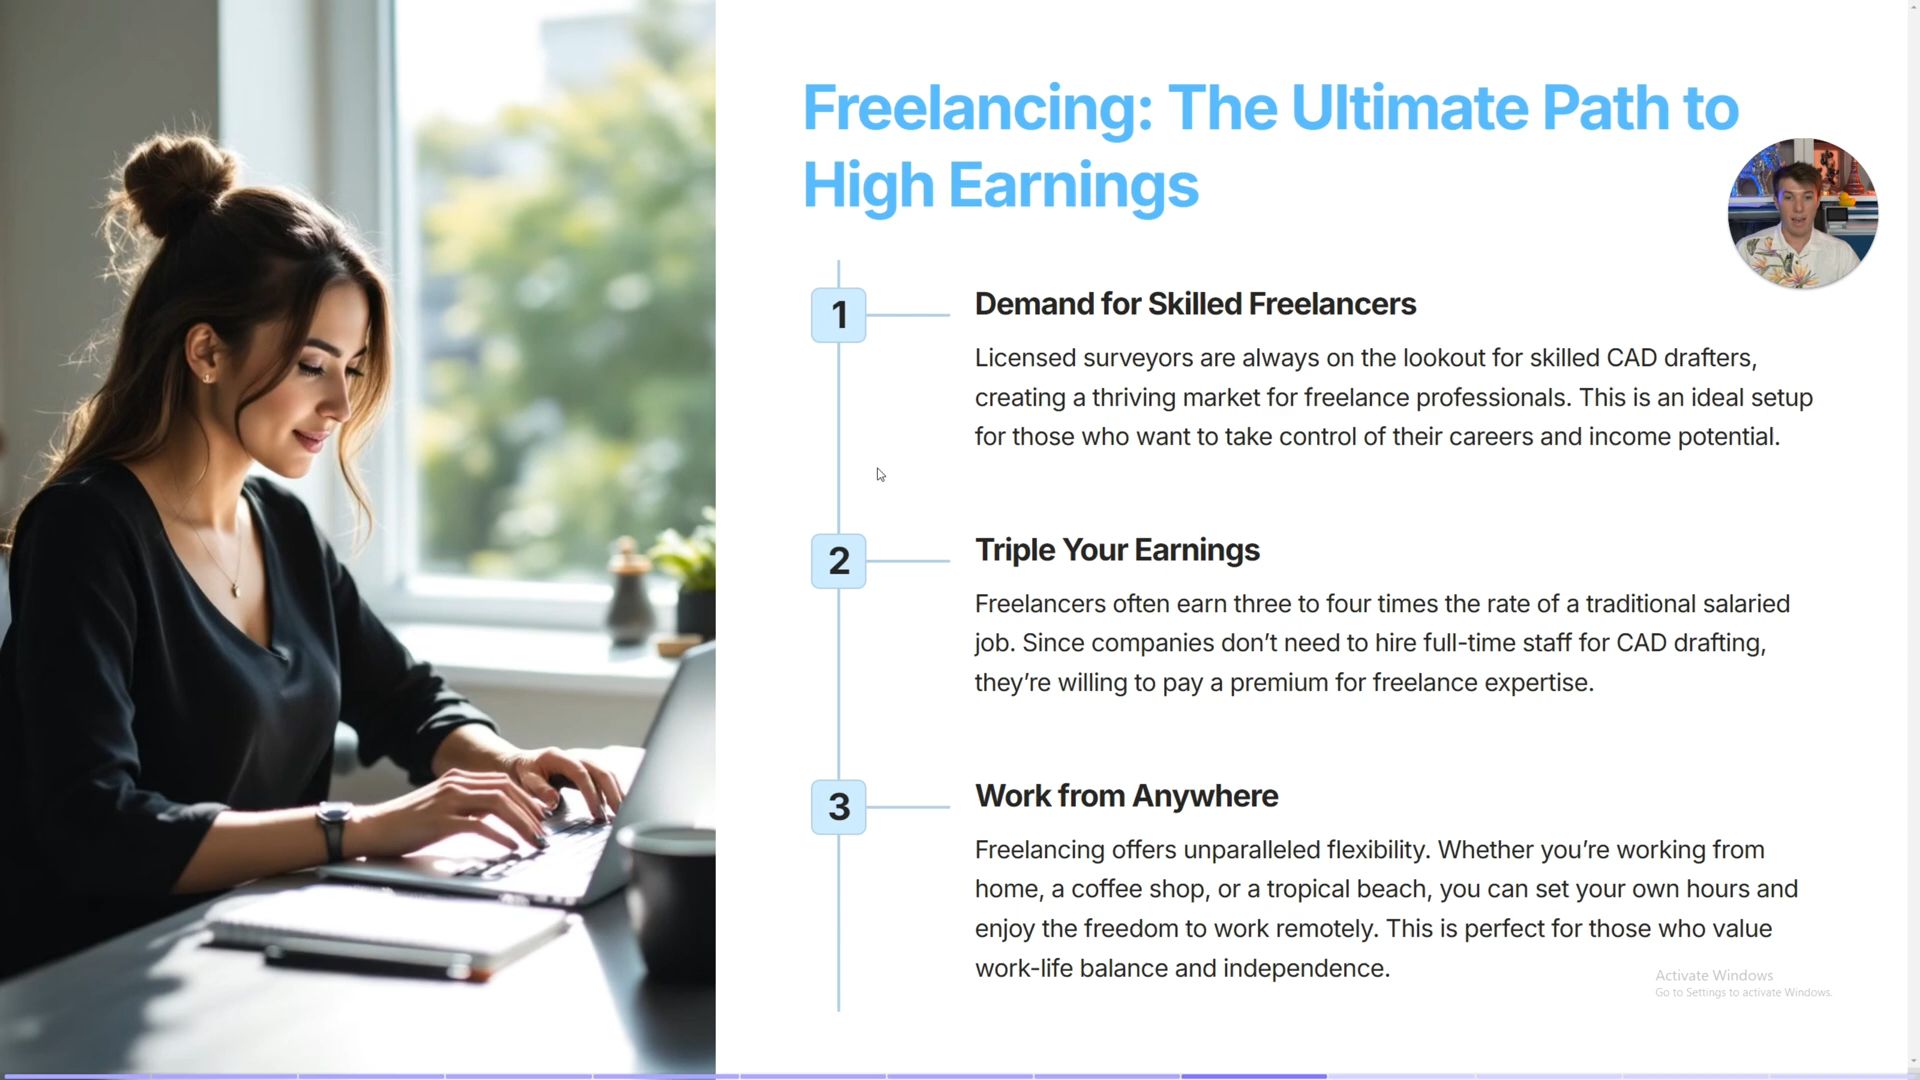 Freelancing: The Ultimate Path to
High Earnings
1
Demand for Skilled Freelancers
Licensed surveyors are always on the lookout for skilled CAD drafters,
creating a thriving market for freelance professionals. This is an ideal setup
for those who want to take control of their careers and income potential.
2
Triple Your Earnings
Freelancers often earn three to four times the rate of a traditional salaried
job. Since companies don’t need to hire full-time staff for CAD drafting,
they’re willing to pay a premium for freelance expertise.
3
Work from Anywhere
Freelancing offers unparalleled flexibility. Whether you’re working from
home, a coffee shop, or a tropical beach, you can set your own hours and
enjoy the freedom to work remotely. This is perfect for those who value
work-life balance and independence.
Activate Windows
Go to Settings to activate Windows.